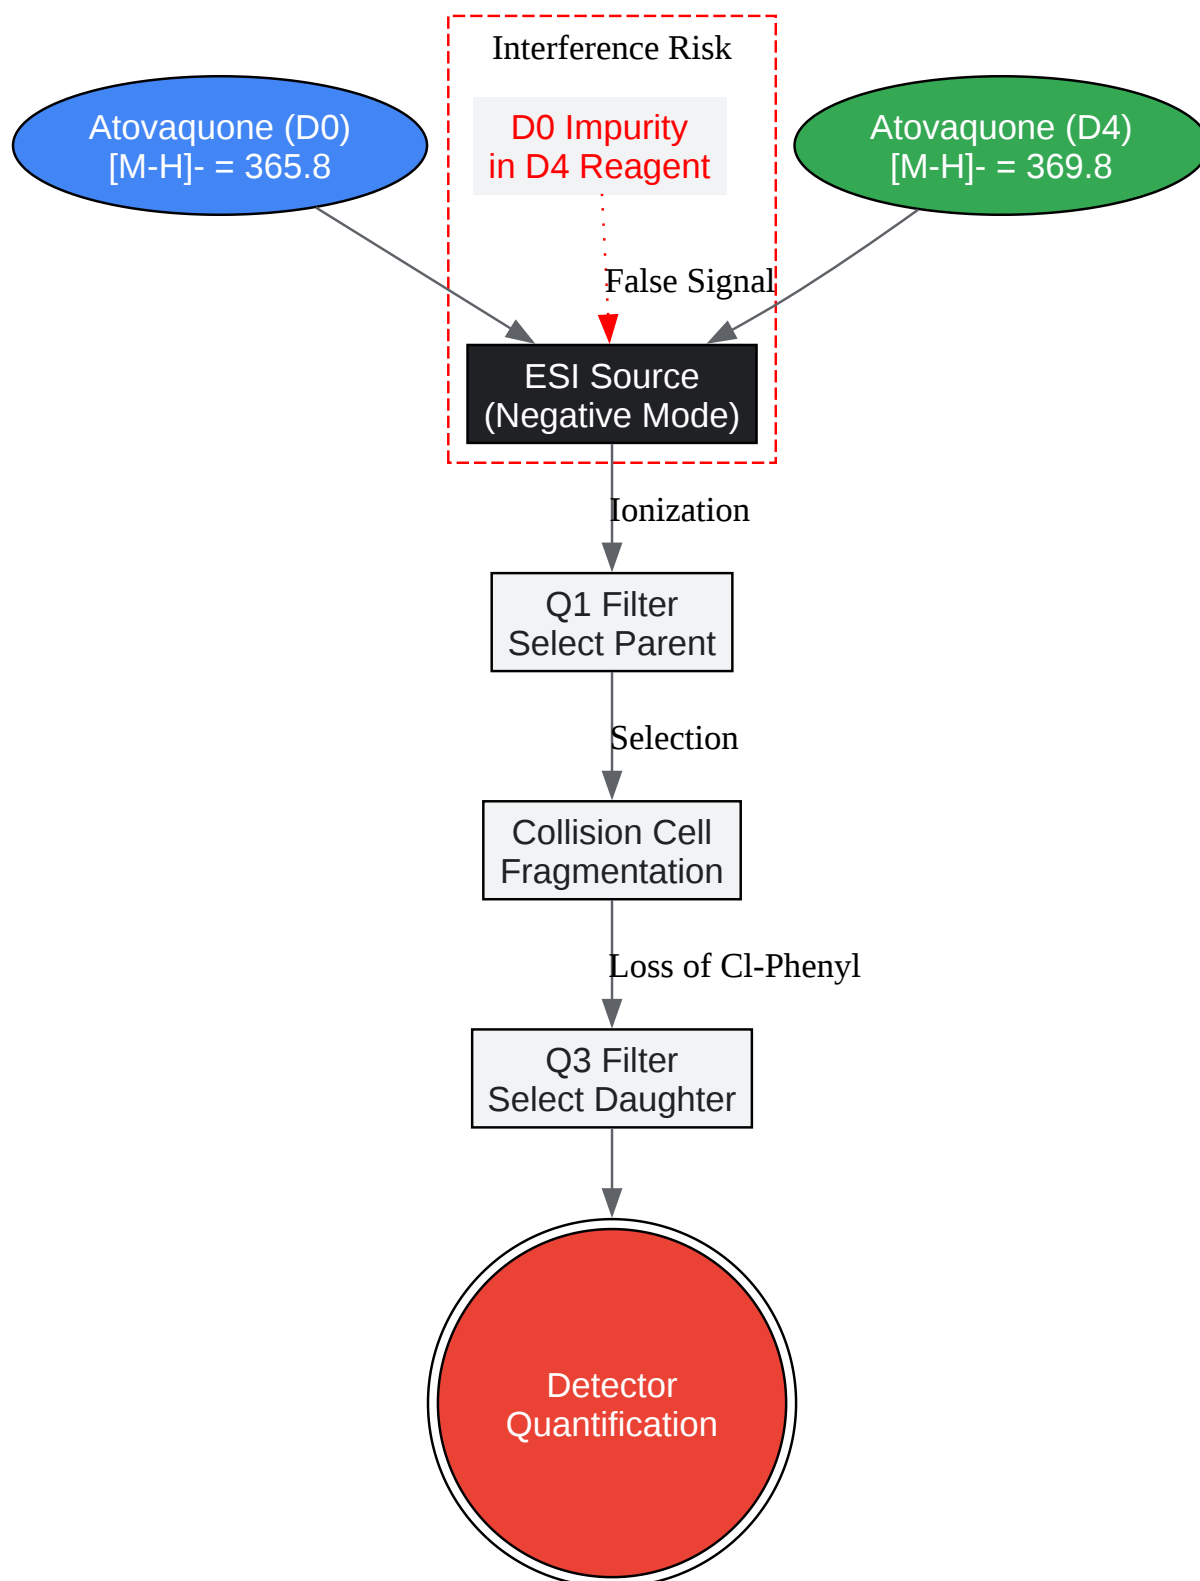 Interference Risk
Atovaquone (D0)
[M-H]- = 365.8
D0 Impurity
in D4 Reagent
Atovaquone (D4)
[M-H]- = 369.8
False Signal
ESI Source
(Negative Mode)
Ionization
Q1 Filter
Select Parent
Selection
Collision Cell
Fragmentation
Loss of Cl-Phenyl
Q3 Filter
Select Daughter
Detector
Quantification